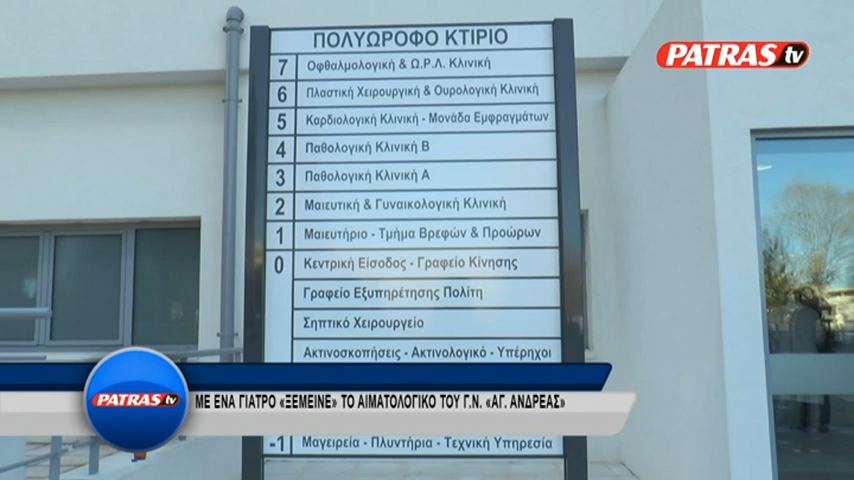 ΠΟΛΥΩΡΟΦΟ ΚΤΙΡΙΟ
PATRAS tv
7 Οφθαλμολογική & Ω.Ρ.Λ. Κλινική
6 Πλαστική Χειρουργική & Ουρολογική Κλινική
5 Καρδιολογική Κλινική - Μονάδα Εμφραγμάτων
4 Παθολογική Κλινική Β
3 Παθολογική Κλινική Α
2 Μαιευτική & Γυναικολογική Κλινική
1 Μαιευτήριο - Τμήμα Βρεφών & Προώρων
0 Κεντρική Είσοδος - Γραφείο Κίνησης
Γραφείο Εξυπηρέτησης Πολίτη
Σηπτικό Χειρουργείο
Ακτινοσκοπήσεις - Ακτινολογικό - Υπέρηχοι
PATRAS tv
ΜΕ ΕΝΑ ΓΙΑΤΡΟ «ΞΕΜΕΙΝΕ» ΤΟ ΑΙΜΑΤΟΛΟΓΙΚΟ ΤΟΥ Γ.Ν. «ΑΓ. ΑΝΔΡΕΑΣ»
-1 Μαγειρεία - Πλυντήρια - Τεχνική Υπηρεσία